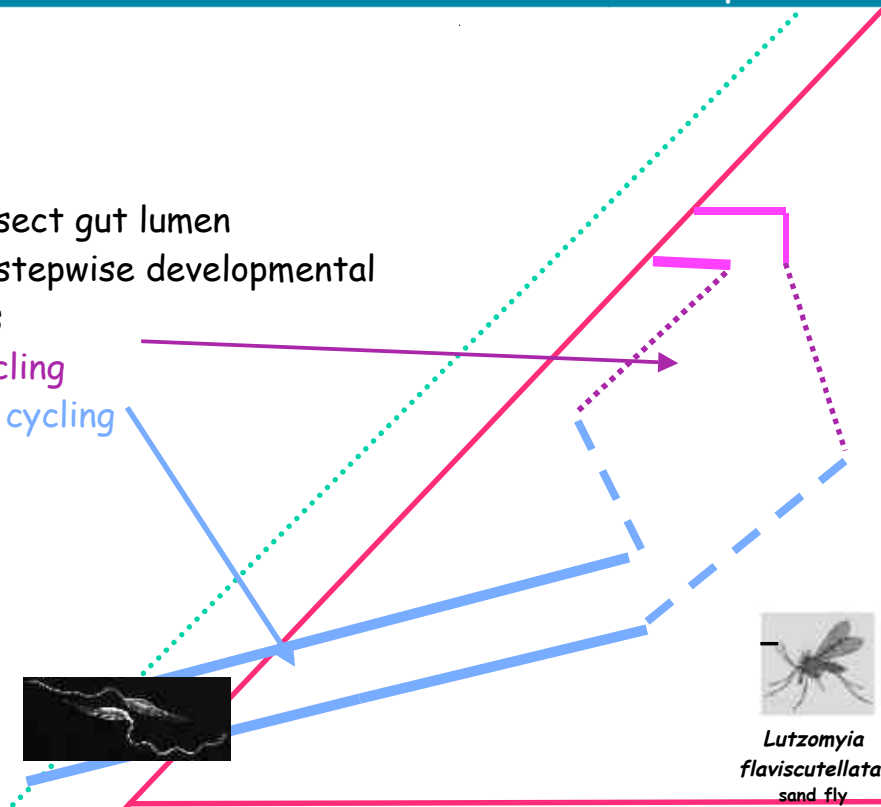 sect gut lumen
stepwise developmental
cling
cycling
Lutzomyia
flaviscutellata
sand fly